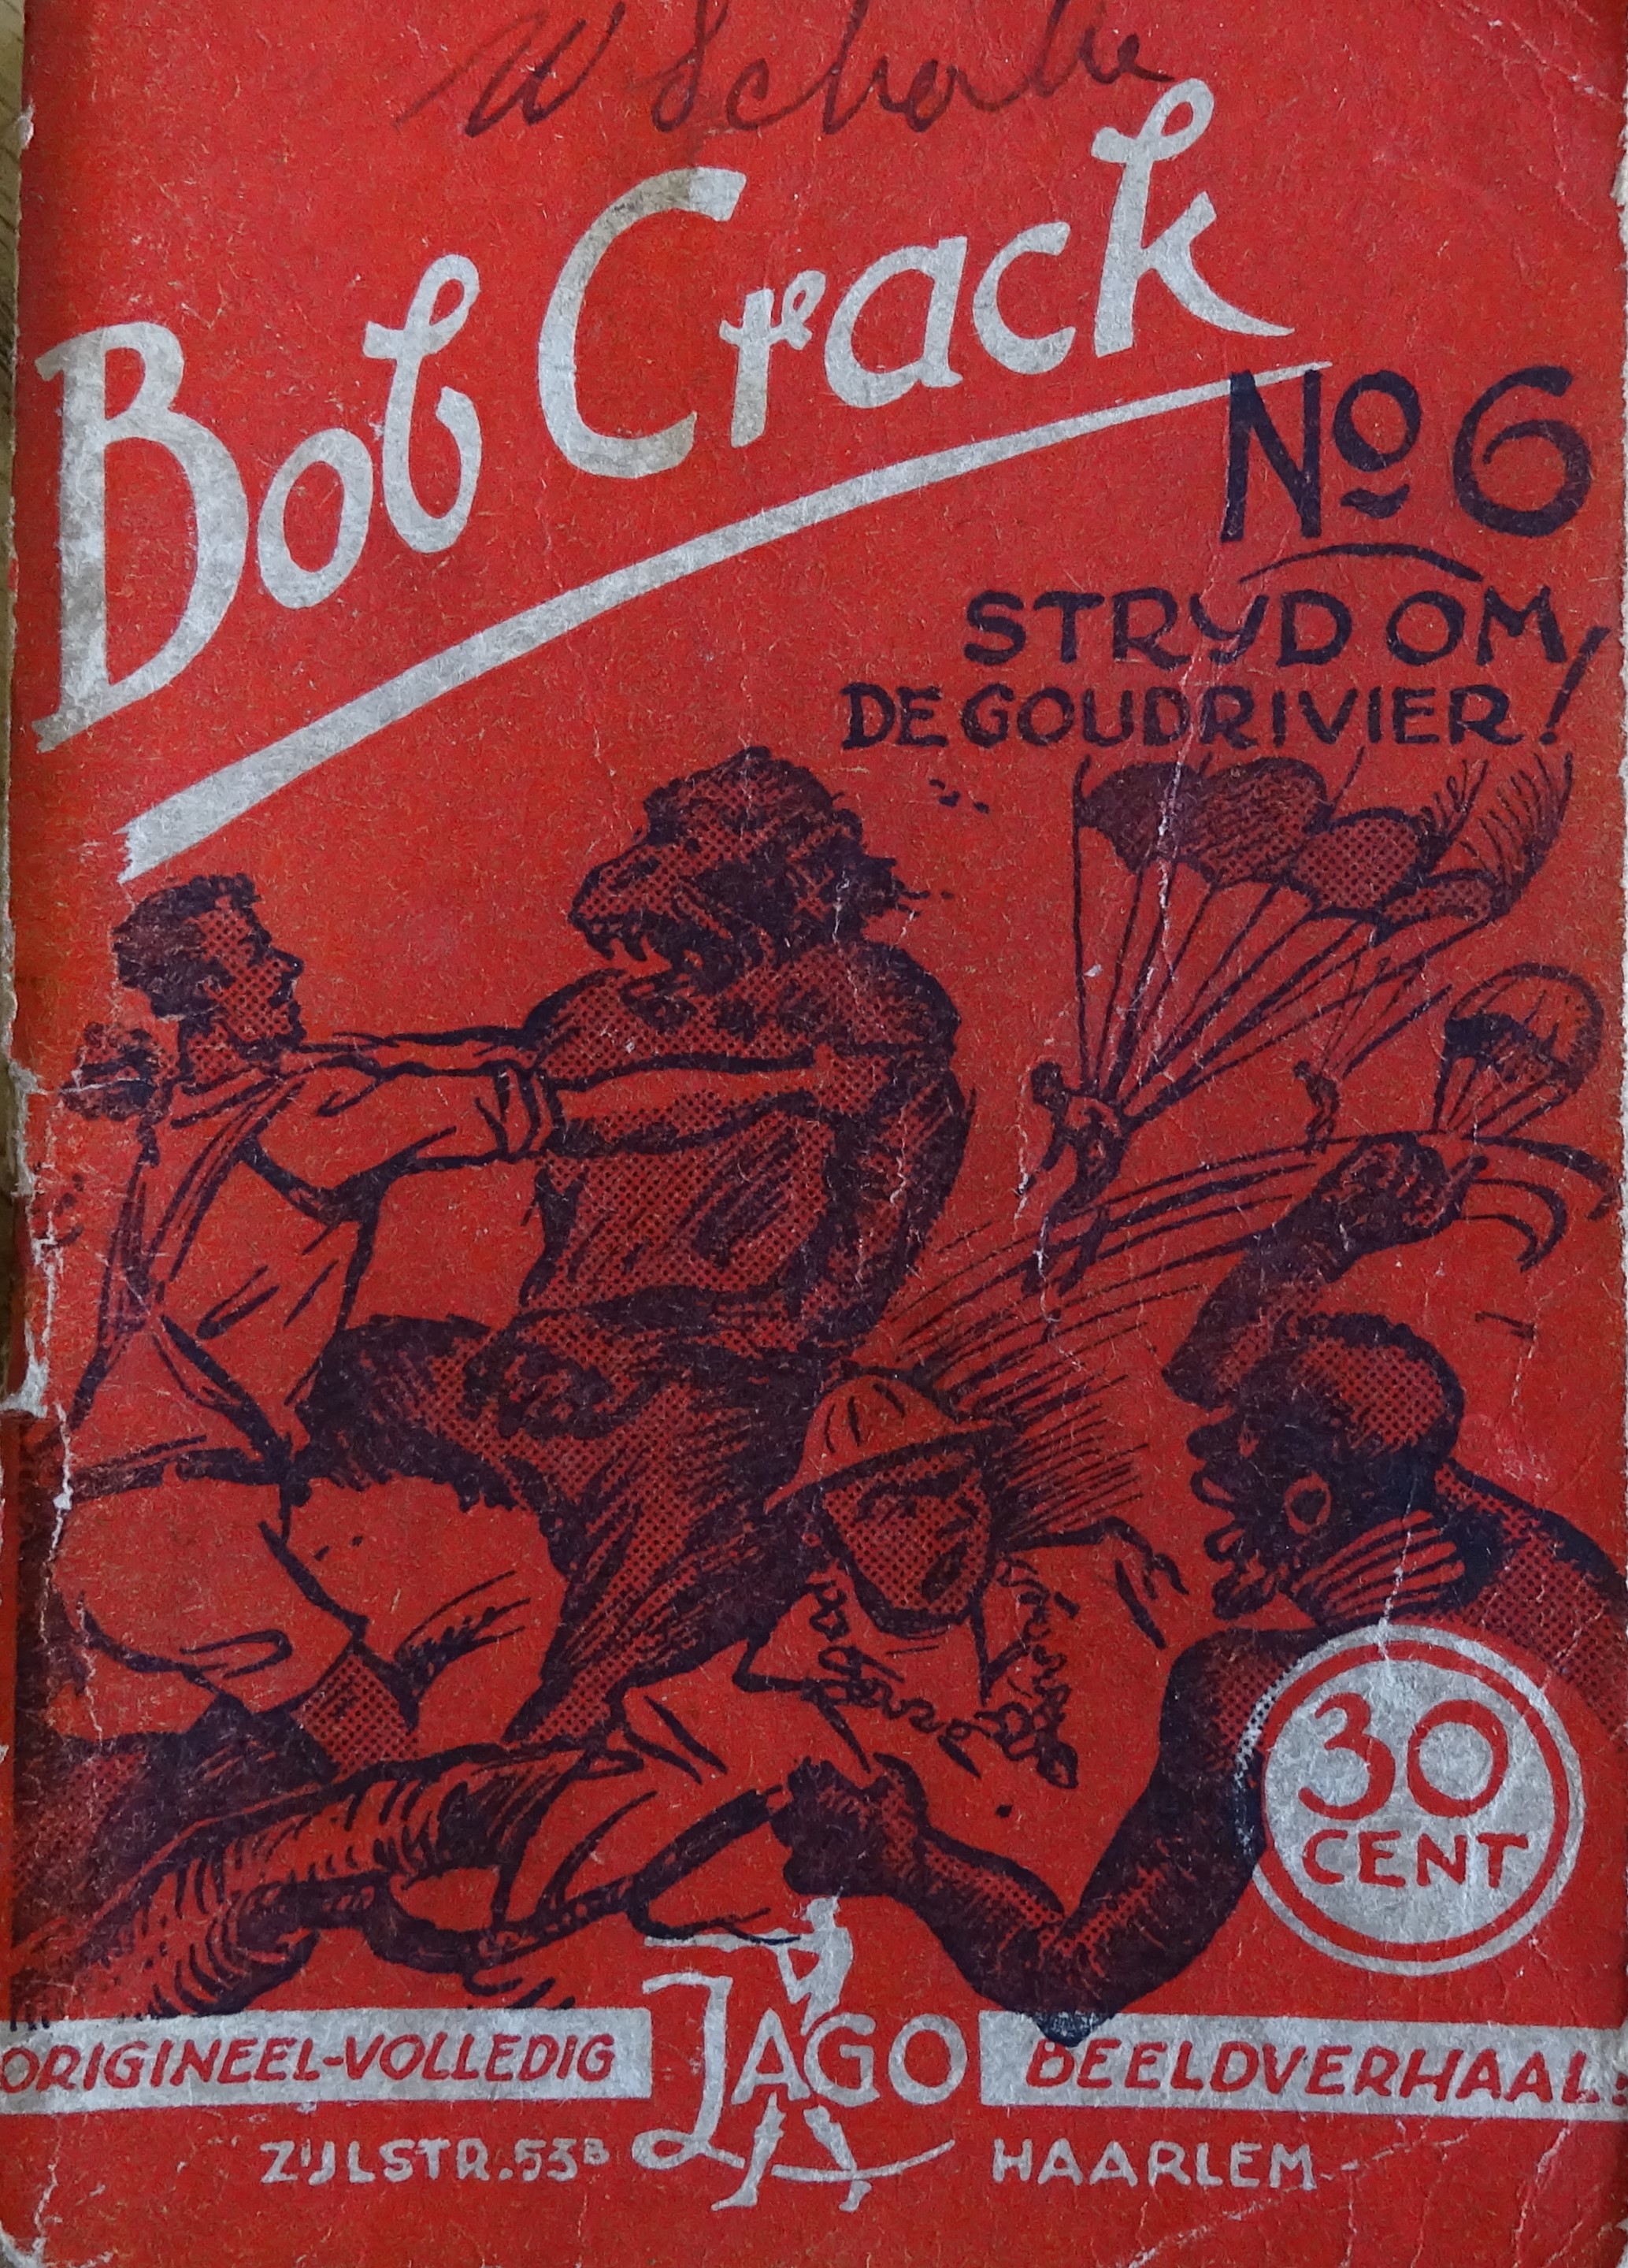 Bob Crack
No 6
STRYD OM
DE GOUDRIVIER!
30
CENT
ORIGINEEL-VOLLEDIG JAGO BEELDVERHAAL
ZIJLSTR. 53B HAARLEM